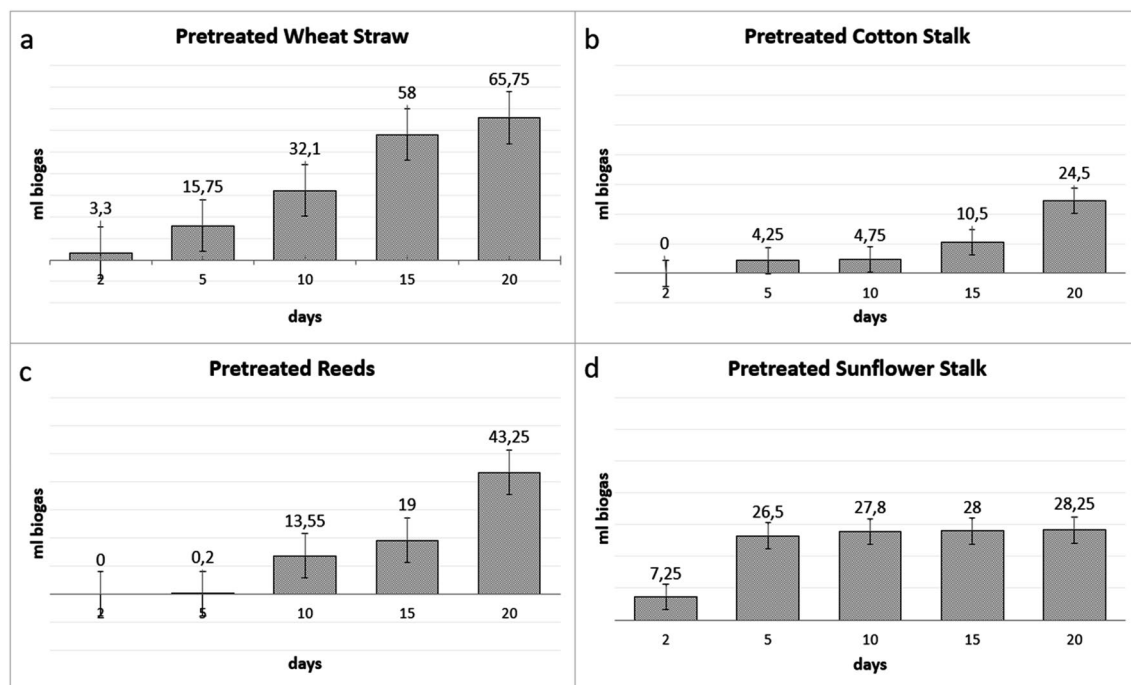 a
Pretreated Wheat Straw
ml biogas
3,3
15,75
32,1
58
65,75
2
5
10
15
20
days
b
Pretreated Cotton Stalk
ml biogas
0
4,25
4,75
10,5
24,5
2
5
10
15
20
days
c
Pretreated Reeds
ml biogas
0
0,2
13,55
19
43,25
2
5
10
15
20
days
d
Pretreated Sunflower Stalk
ml biogas
7,25
26,5
27,8
28
28,25
2
5
10
15
20
days